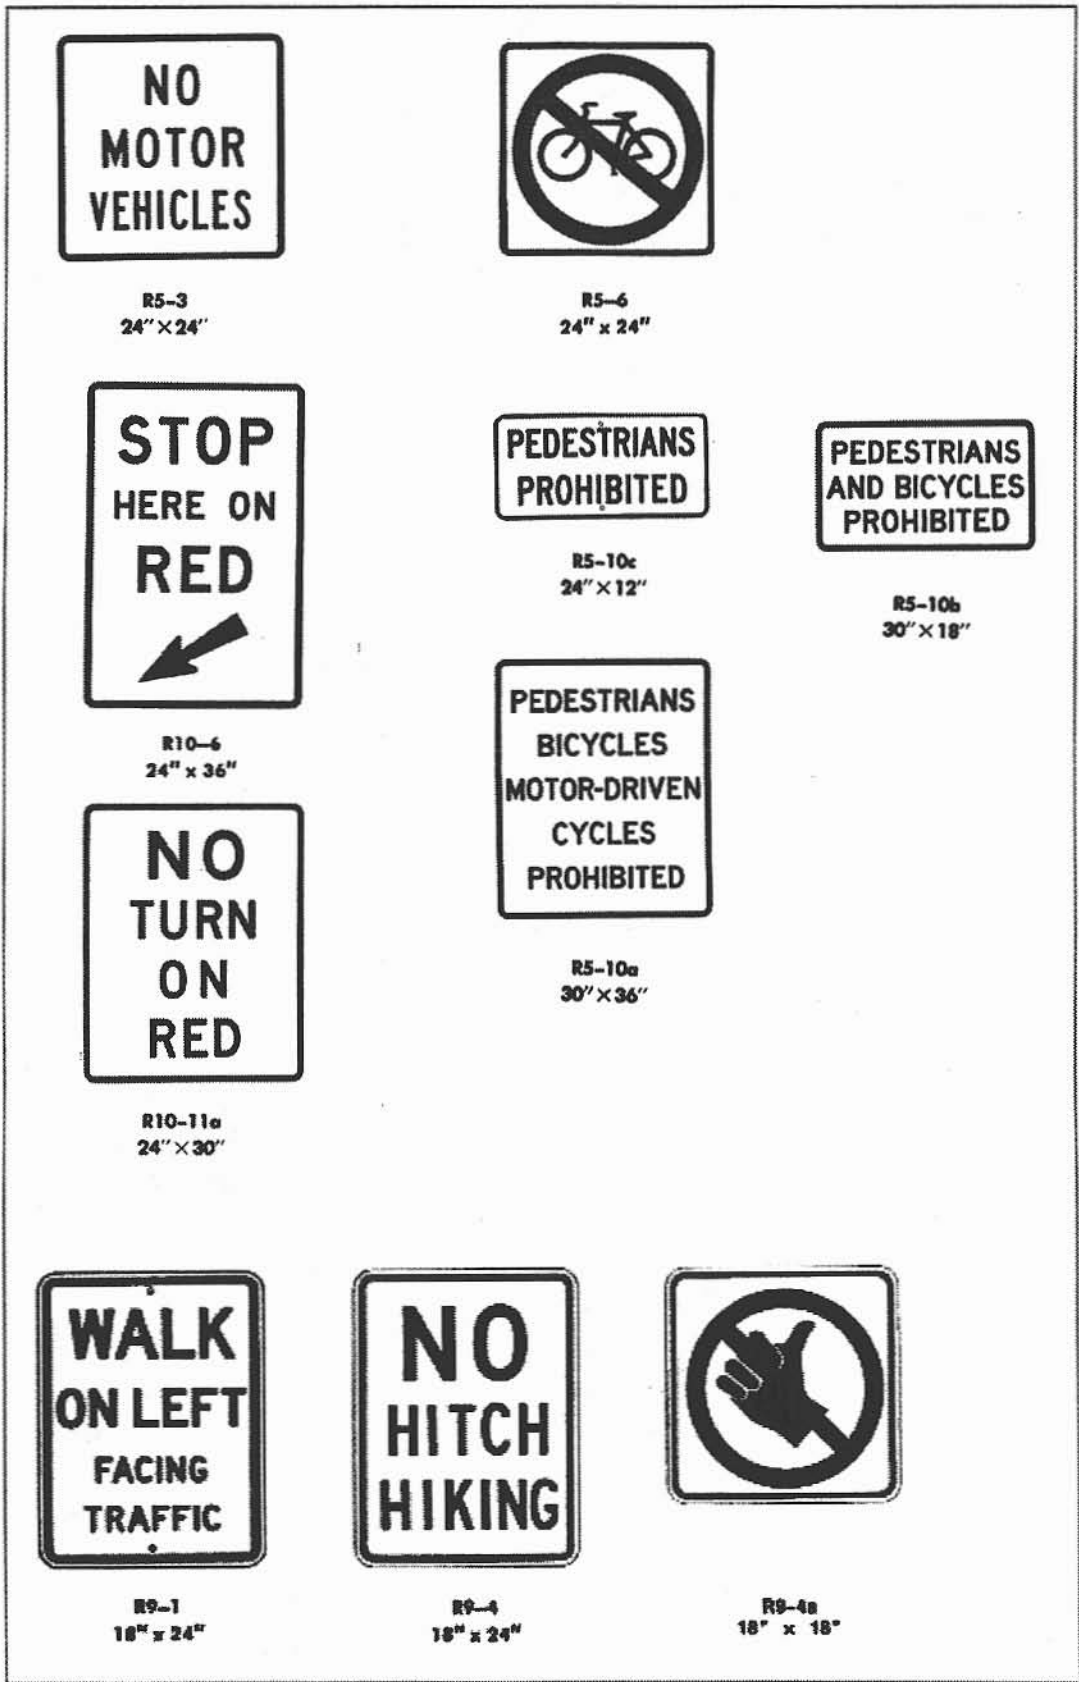 NO
MOTOR
VEHICLES
R5-3
24"×24"
R5-6
24" x 24"
STOP
HERE ON
RED
R10-6
24" x 36"
PEDESTRIANS
PROHIBITED
R5-10c
24"×12"
PEDESTRIANS
AND BICYCLES
PROHIBITED
R5-10b
30"×18"
PEDESTRIANS
BICYCLES
MOTOR-DRIVEN
CYCLES
PROHIBITED
R5-10a
30"×36"
NO
TURN
ON
RED
R10-11a
24"×30"
WALK
ON LEFT
FACING
TRAFFIC
R9-1
18" x 24"
NO
HITCH
HIKING
R9-4
18" x 24"
R9-4a
18" x 18"